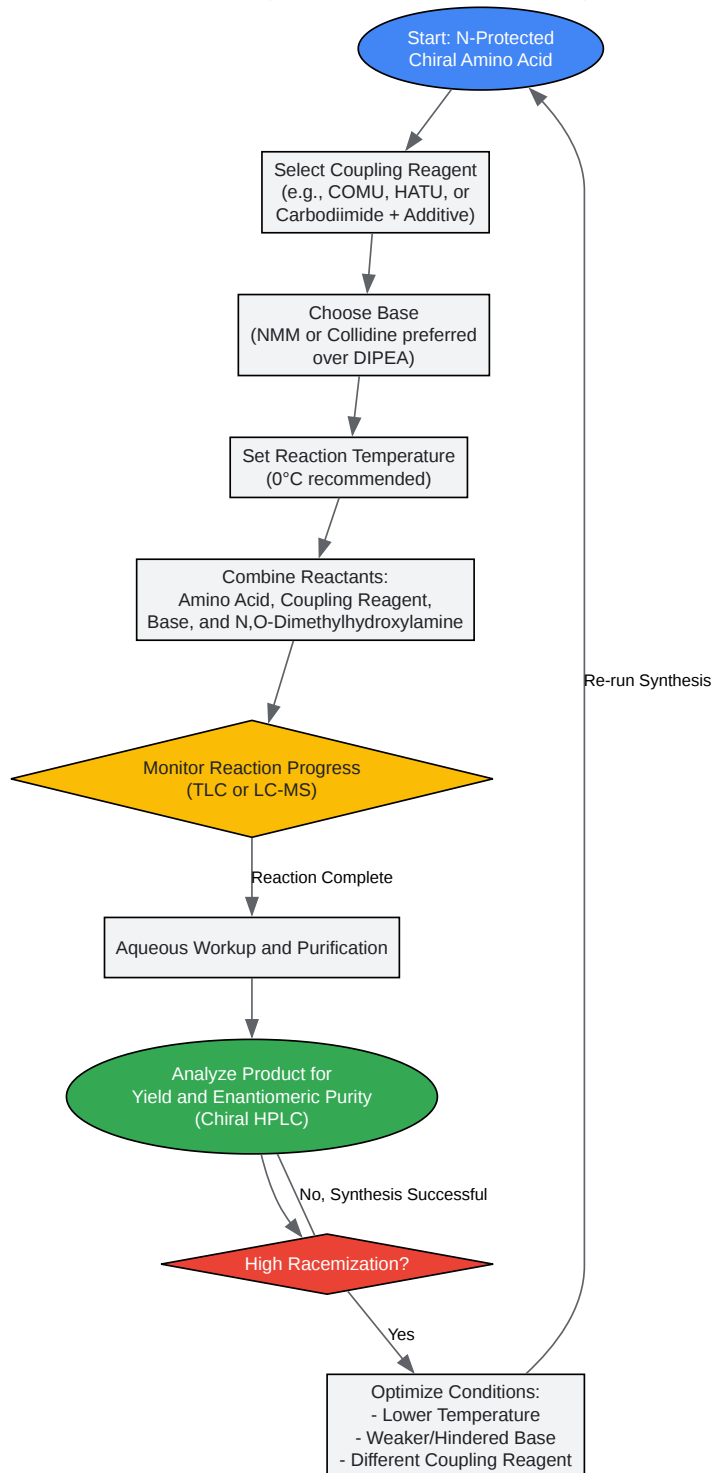 Start: N-Protected
Chiral Amino Acid
Select Coupling Reagent
(e.g., COMU, HATU, or
Carbodiimide + Additive)
Choose Base
(NMM or Collidine preferred
over DIPEA)
Set Reaction Temperature
(0°C recommended)
Combine Reactants:
Amino Acid, Coupling Reagent,
Base, and N,O-Dimethylhydroxylamine
Re-run Synthesis
Monitor Reaction Progress
(TLC or LC-MS)
Reaction Complete
Aqueous Workup and Purification
Analyze Product for
Yield and Enantiomeric Purity
(Chiral HPLC)
No, Synthesis Successful
High Racemization?
Yes
Optimize Conditions:
- Lower Temperature
- Weaker/Hindered Base
- Different Coupling Reagent